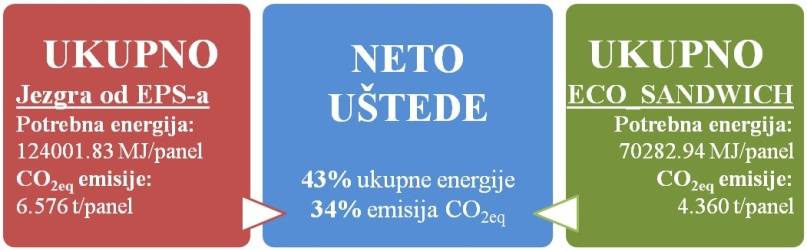 UKUPNO
Jezgra od EPS-a
Potrebna energija:
124001.83 MJ/panel
CO2eq emisije:
6.576 t/panel
NETO
UŠTEDE
43% ukupne energije
34% emisija CO2eq
UKUPNO
ECO_SANDWICH
Potrebna energija:
70282.94 MJ/panel
CO2eq emisije:
4.360 t/panel